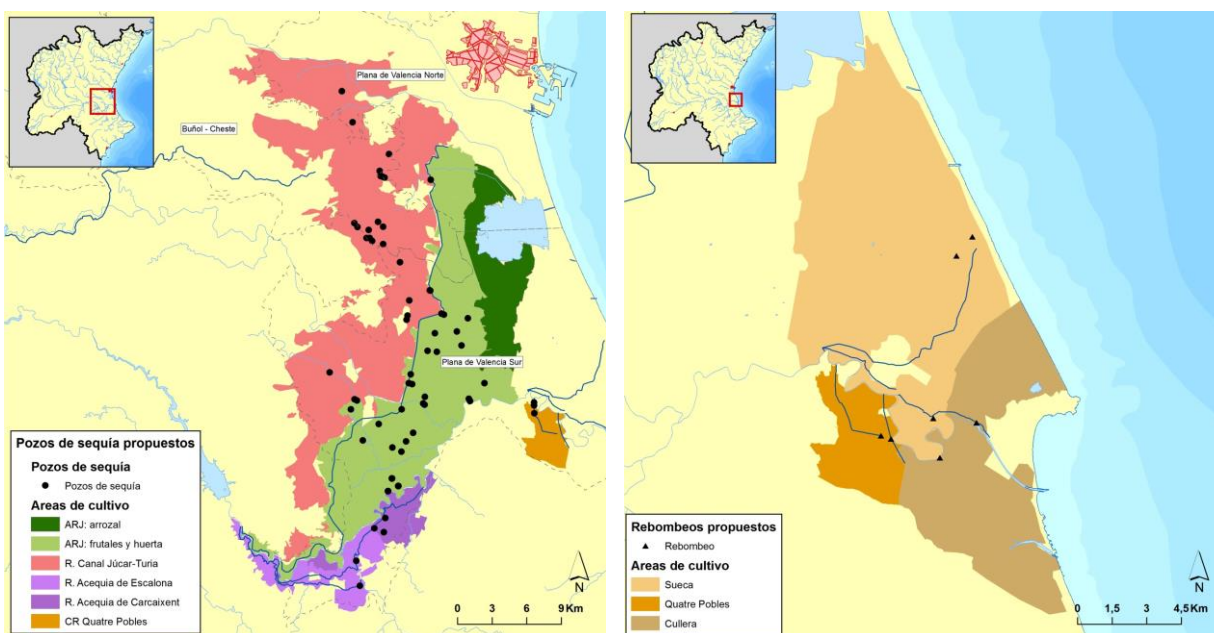 Plana de Valencia Norte
Buñol - Cheste
Plana de Valencia Sur
Pozos de sequía propuestos
Pozos de sequía
Pozos de sequía
Areas de cultivo
ARJ: arrozal
ARJ: frutales y huerta
R. Canal Júcar-Turia
R. Acequia de Escalona
R. Acequia de Carcaixent
CR Quatre Pobles
N
0 3 6 9 Km
Rebombeos propuestos
Rebombeo
Areas de cultivo
Sueca
Quatre Pobles
Cullera
N
0 1,5 3 4,5 Km